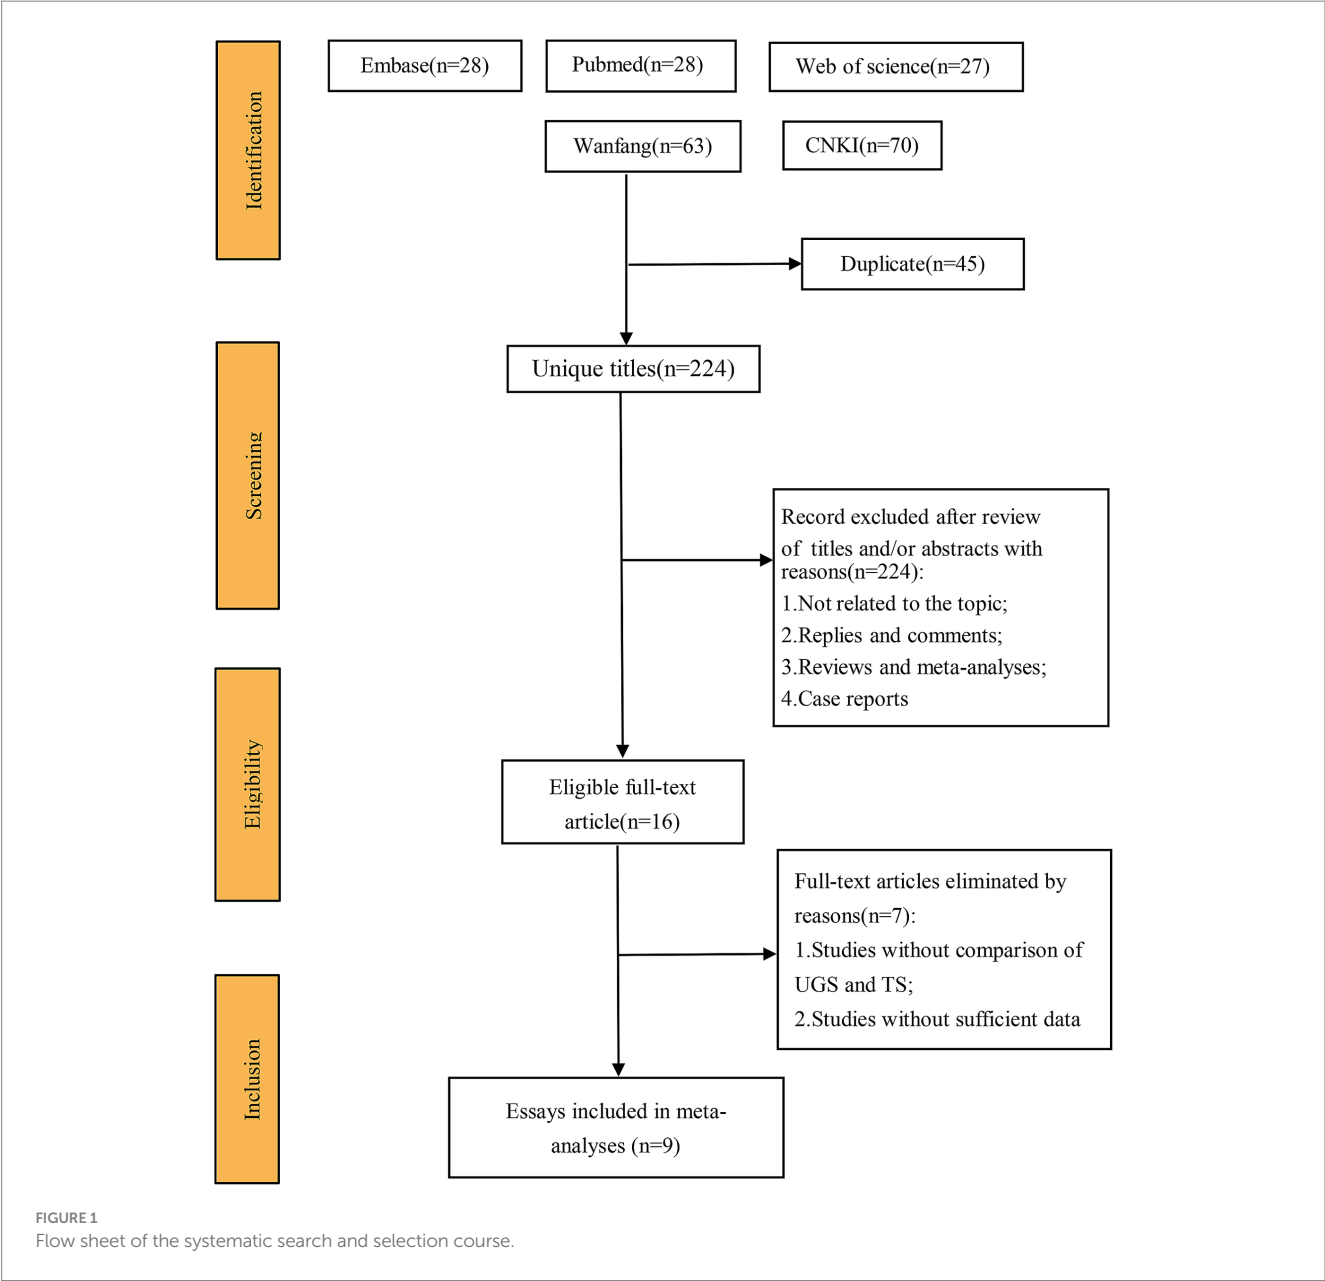 Identification
Embase(n=28)
Pubmed(n=28)
Web of science(n=27)
Wanfang(n=63)
CNKI(n=70)
Duplicate(n=45)
Screening
Unique titles(n=224)
Record excluded after review
of titles and/or abstracts with
reasons(n=224):
1.Not related to the topic;
2.Replies and comments;
3.Reviews and meta-analyses;
4.Case reports
Eligibility
Eligible full-text
article(n=16)
Full-text articles eliminated by
reasons(n=7):
1.Studies without comparison of
UGS and TS;
2.Studies without sufficient data
Inclusion
Essays included in meta-
analyses (n=9)
FIGURE 1
Flow sheet of the systematic search and selection course.